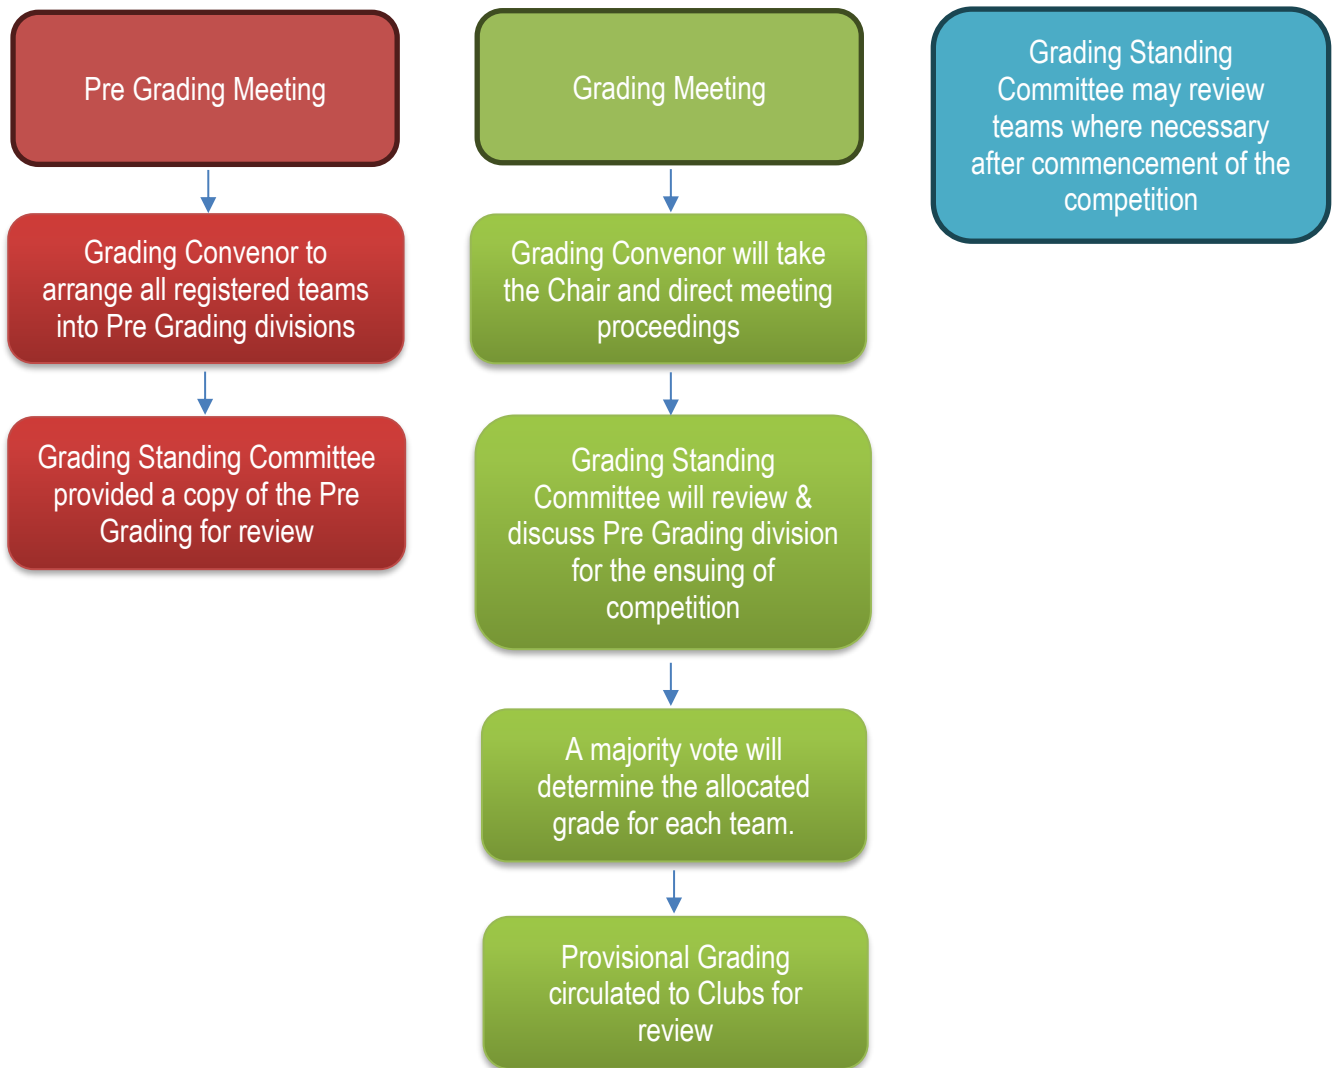 Pre Grading Meeting
Grading Convenor to
arrange all registered teams
into Pre Grading divisions
Grading Standing Committee
provided a copy of the Pre
Grading for review
Grading Meeting
Grading Convenor will take
the Chair and direct meeting
proceedings
Grading Standing
Committee will review &
discuss Pre Grading division
for the ensuing of
competition
A majority vote will
determine the allocated
grade for each team.
Provisional Grading
circulated to Clubs for
review
Grading Standing
Committee may review
teams where necessary
after commencement of the
competition